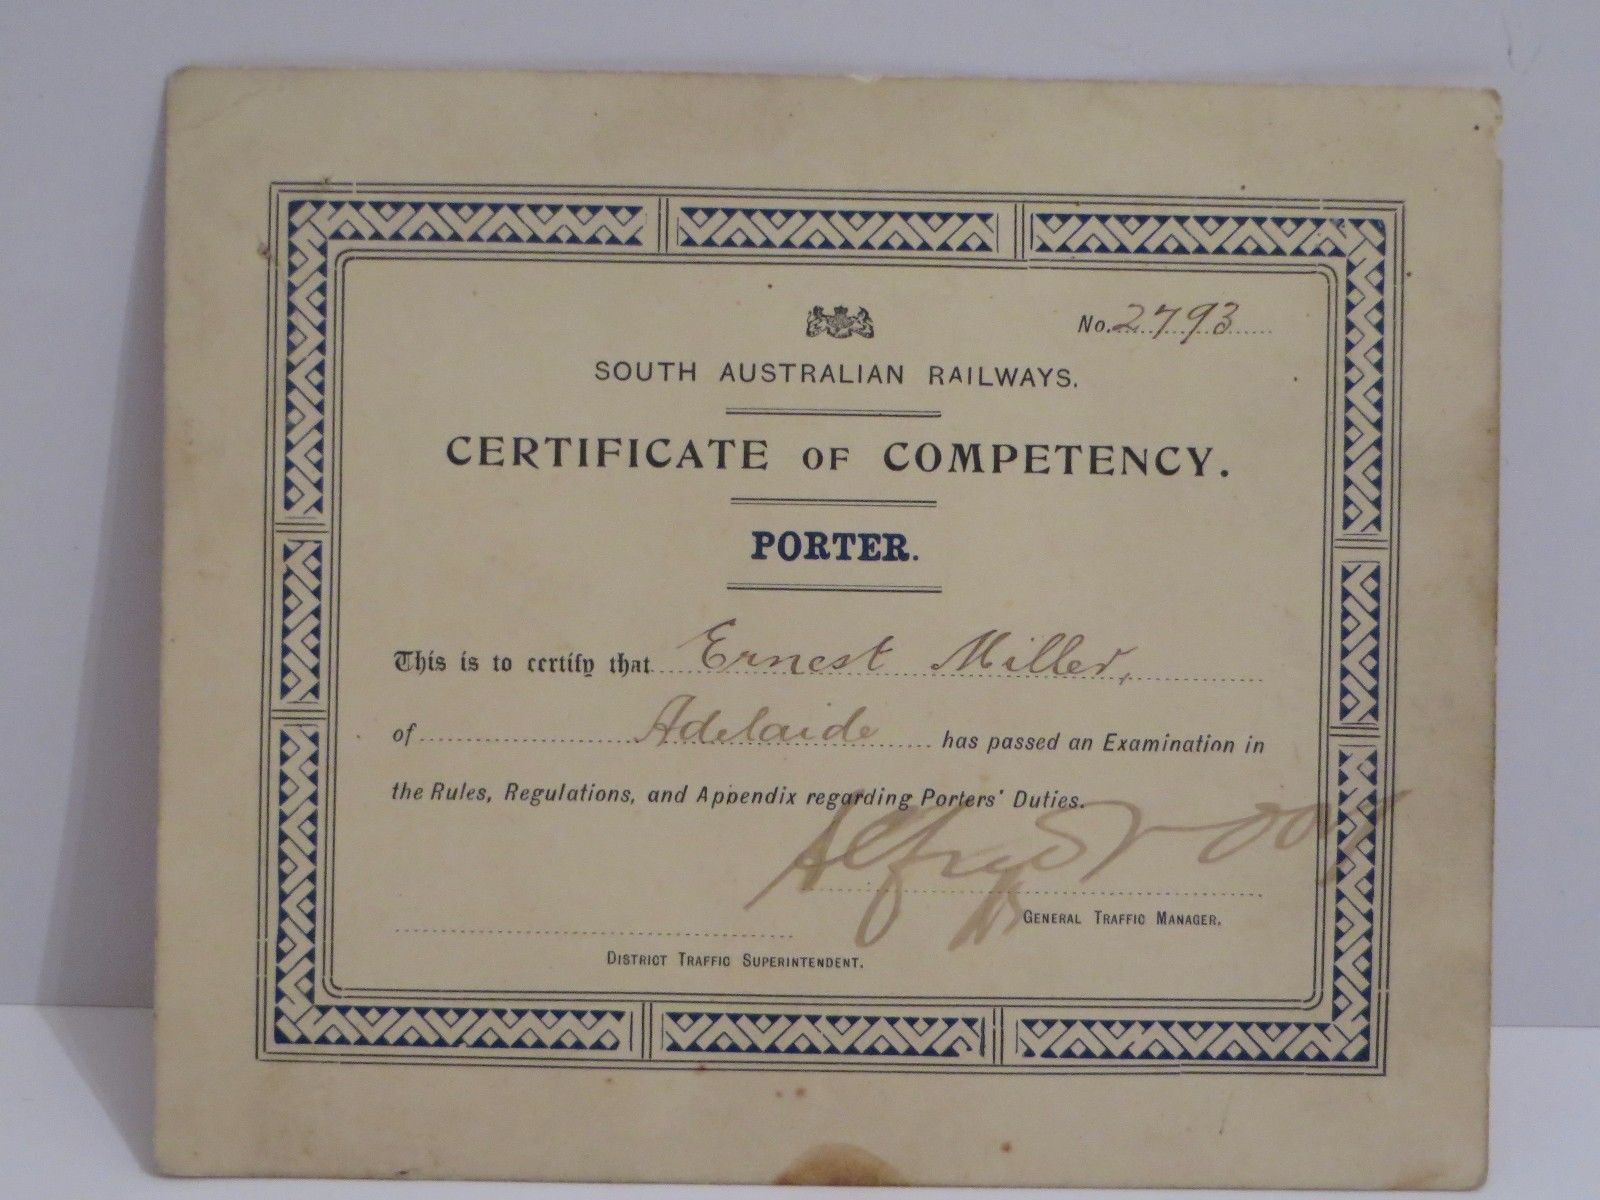 No. 2793
SOUTH AUSTRALIAN RAILWAYS.
CERTIFICATE OF COMPETENCY.
PORTER.
This is to certify that Ernest Miller,
of Adelaide has passed an Examination in
the Rules, Regulations, and Appendix regarding Porters' Duties.
GENERAL TRAFFIC MANAGER.
DISTRICT TRAFFIC SUPERINTENDENT.